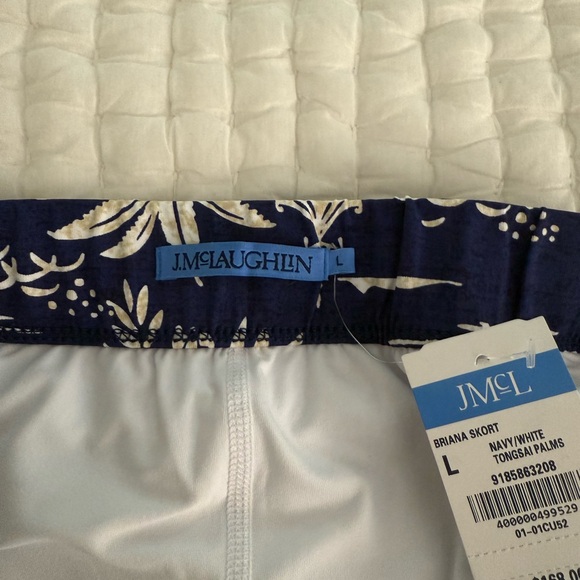 J.McLAUGHLIN
L
JMcL
BRIANA SKORT
L
NAVY/WHITE
TONGSAI PALMS
9185863208
400000499529
01-01CU52